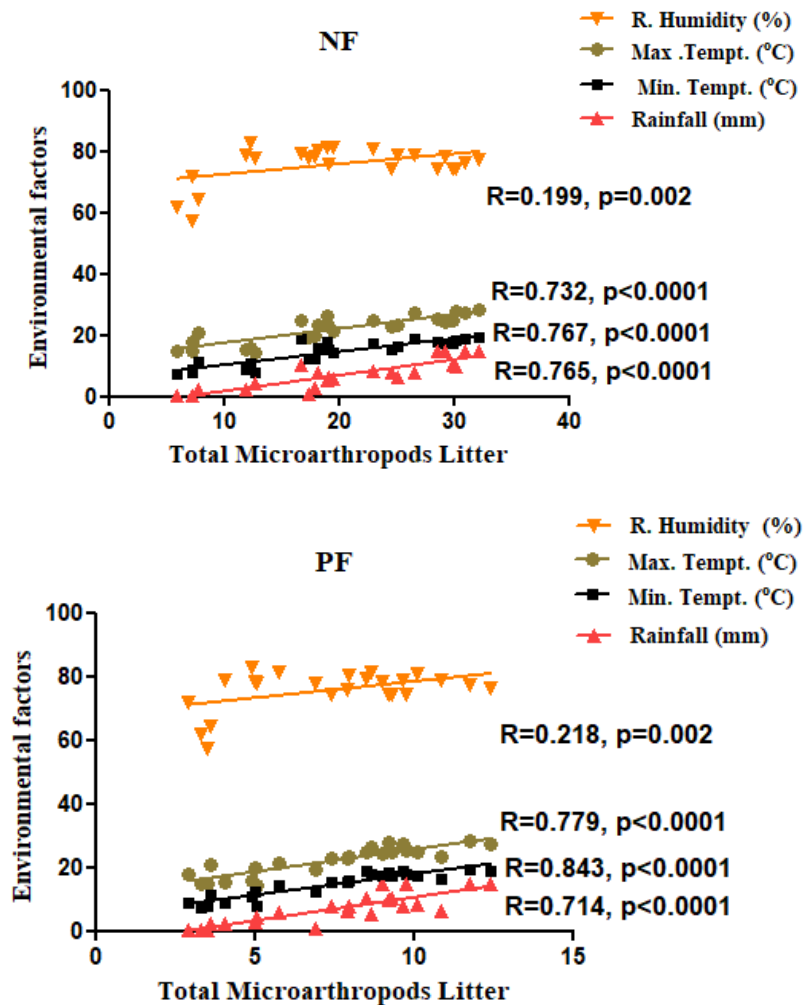 NF
R. Humidity (%)
Max .Tempt. (°C)
Min. Tempt. (°C)
Rainfall (mm)
Environmental factors
100
80
60
40
20
0
R=0.199, p=0.002
R=0.732, p<0.0001
R=0.767, p<0.0001
R=0.765, p<0.0001
0 10 20 30 40
Total Microarthropods Litter
PF
R. Humidity (%)
Max. Tempt. (°C)
Min. Tempt. (°C)
Rainfall (mm)
Environmental factors
100
80
60
40
20
0
R=0.218, p=0.002
R=0.779, p<0.0001
R=0.843, p<0.0001
R=0.714, p<0.0001
0 5 10 15
Total Microarthropods Litter